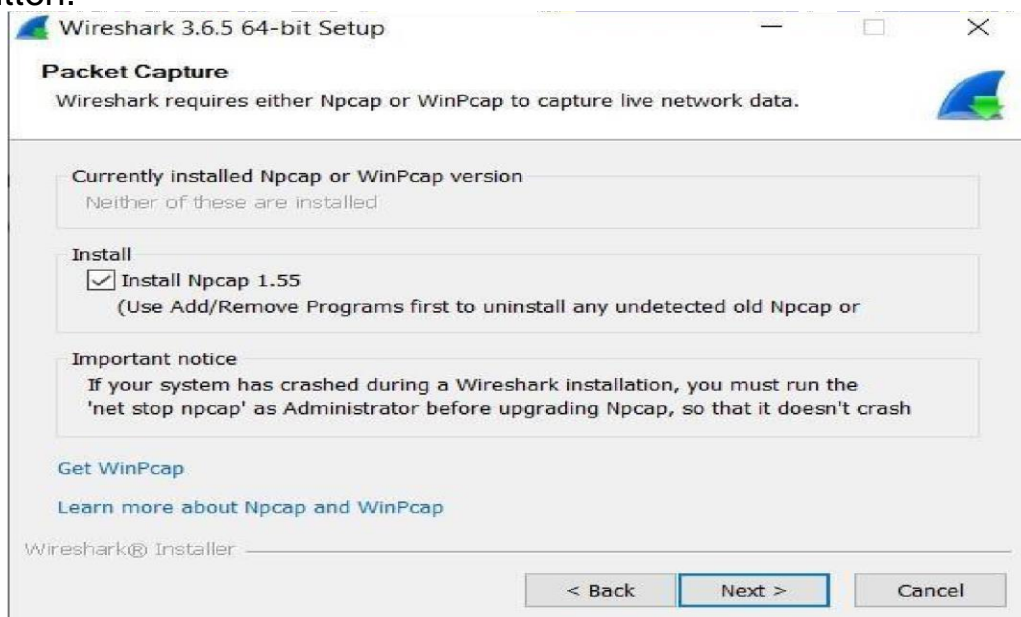 Wireshark 3.6.5 64-bit Setup
Packet Capture
Wireshark requires either Npcap or WinPcap to capture live network data.
Currently installed Npcap or WinPcap version
Neither of these are installed
Install
Install Npcap 1.55
(Use Add/Remove Programs first to uninstall any undetected old Npcap or
Important notice
If your system has crashed during a Wireshark installation, you must run the
'net stop npcap' as Administrator before upgrading Npcap, so that it doesn't crash
Get WinPcap
Learn more about Npcap and WinPcap
Wireshark® Installer
< Back Next > Cancel